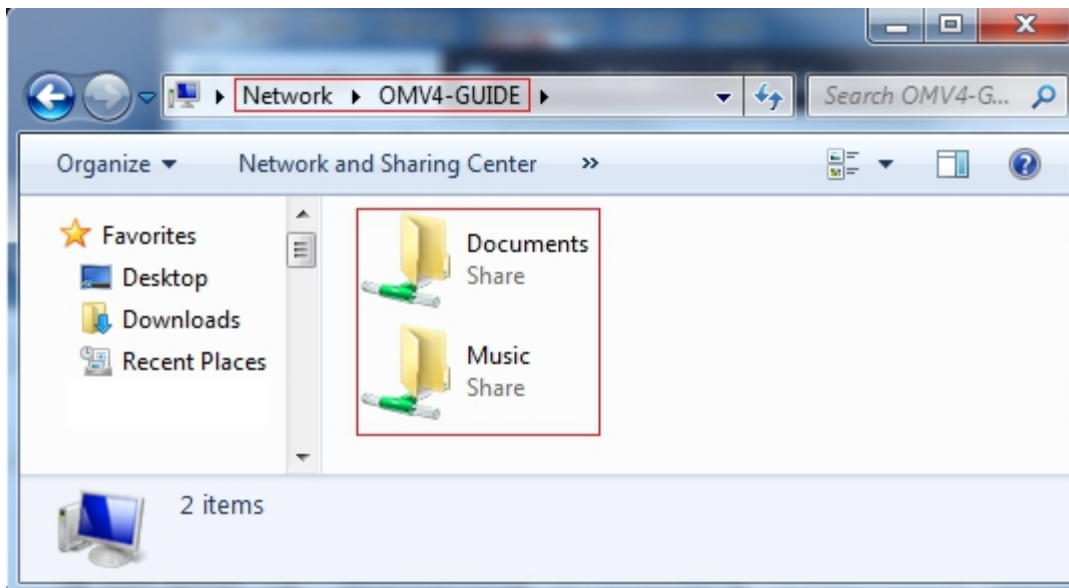 Network OMV4-GUIDE
Search OMV4-G...
Organize Network and Sharing Center »
Favorites
Desktop
Downloads
Recent Places
Documents
Share
Music
Share
2 items